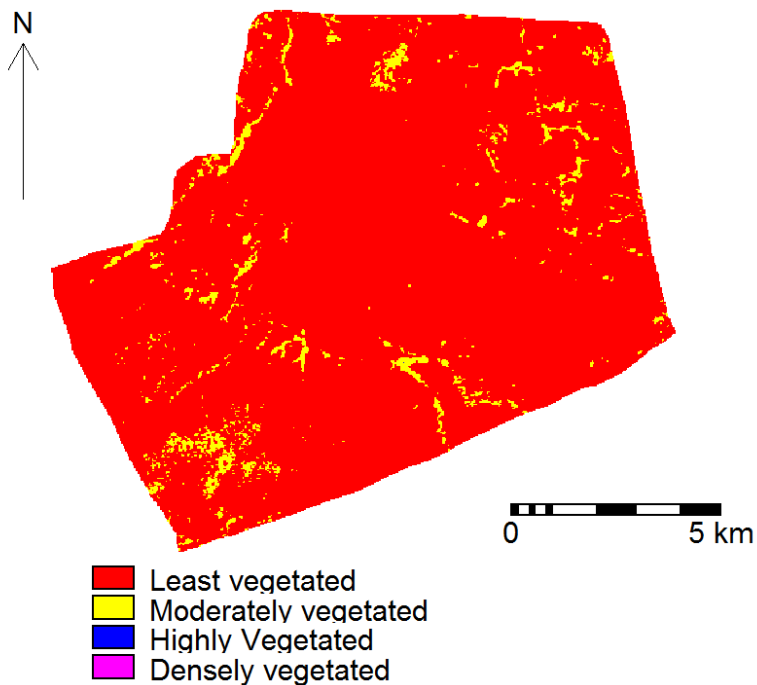 N
0 5 km
Least vegetated
Moderately vegetated
Highly Vegetated
Densely vegetated